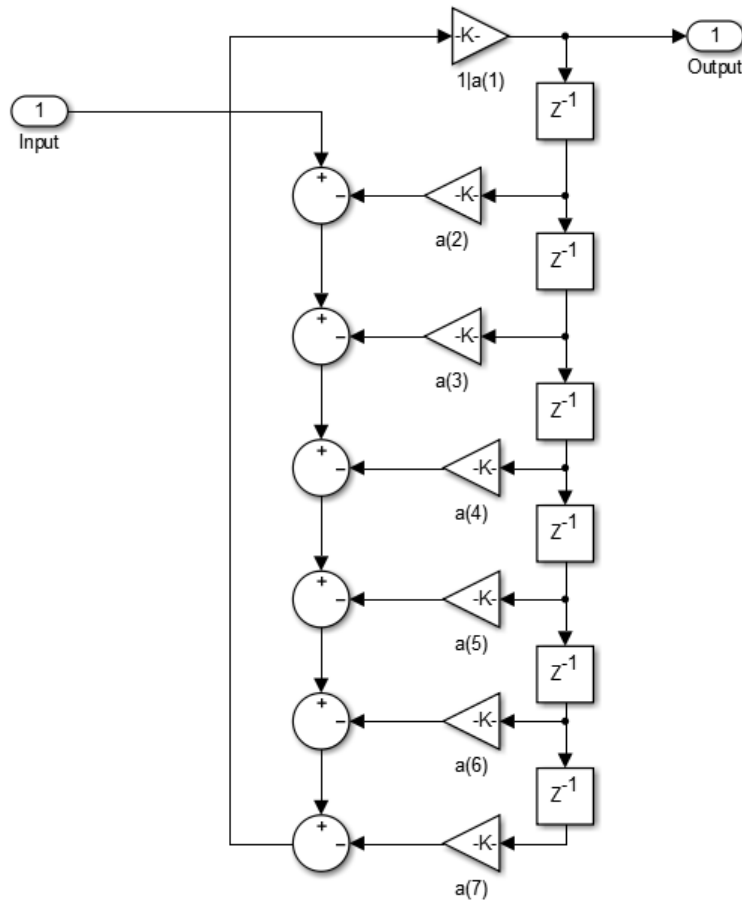 -K-
1
1|a(1)
Output
Z-1
1
Input
+
−
-K-
a(2)
Z-1
+
−
-K-
a(3)
Z-1
+
−
-K-
a(4)
Z-1
+
−
-K-
a(5)
Z-1
+
−
-K-
a(6)
Z-1
+
−
-K-
a(7)